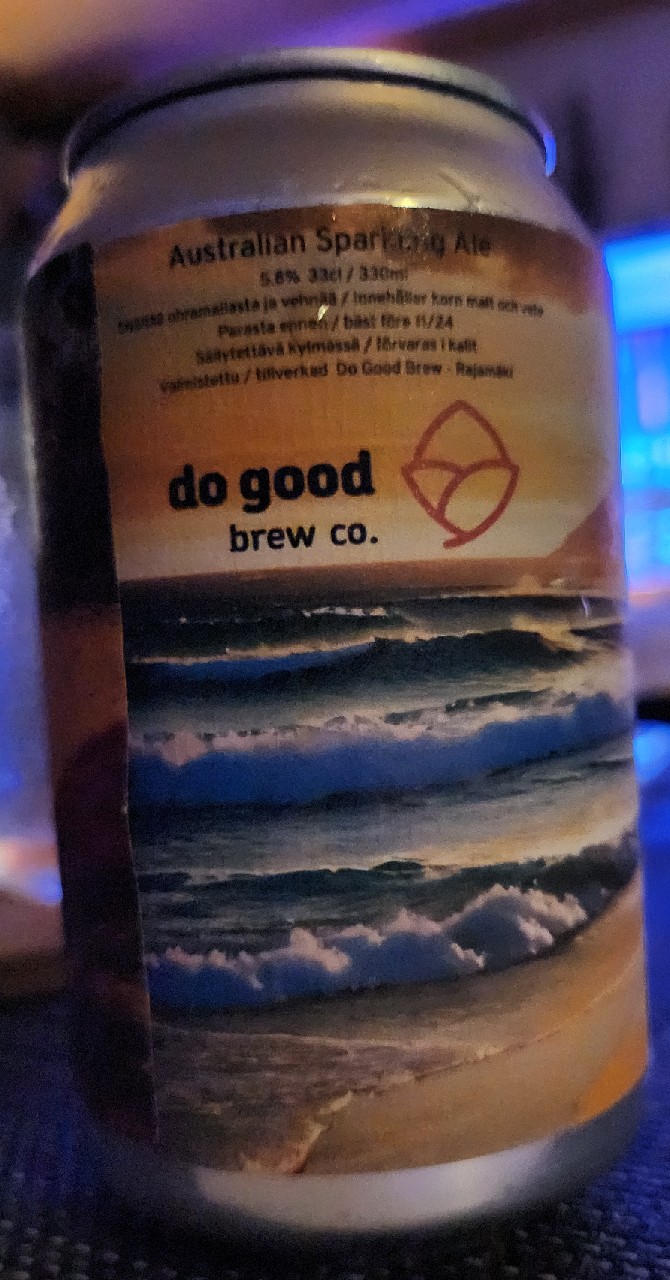 Australian Sparkling Ale
5.8% 33cl / 330ml
ohramallasta ja vehnää / Innehåller korn malt och vete
Parasta ennen / bäst före 11/24
Säilytettävä kylmässä / förvaras i kallt
Valmistettu / tillverkad Do Good Brew - Rajamäki
do good
brew co.